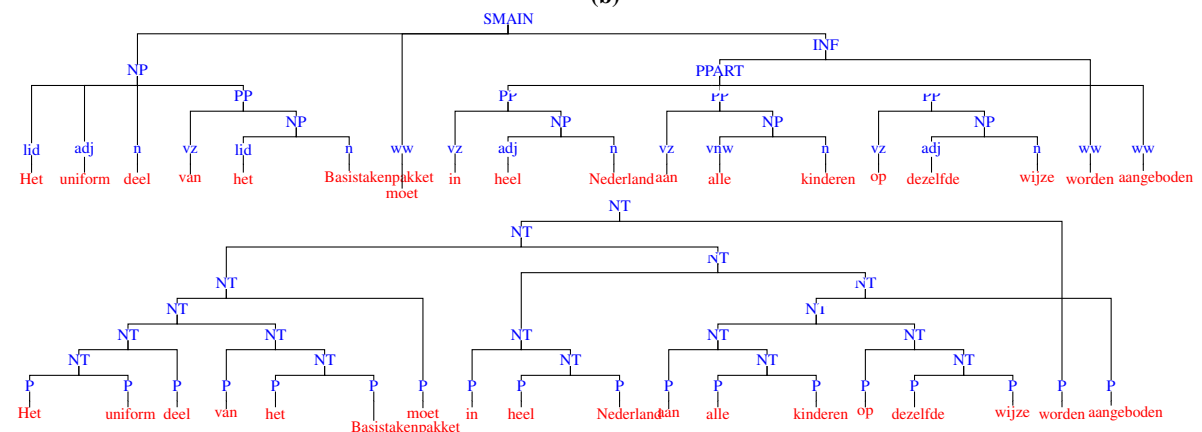 (b)
SMAIN
INF
NP PPART
PP PP PP PP
NP NP NP NP
lid adj n vz lid n ww vz adj n vz vnw n vz adj n ww ww
Het uniform deel van het Basistakenpakket moet in heel Nederland aan alle kinderen op dezelfde wijze worden aangeboden
NT
NT
NT
NT NT
NT NT
NT NT NT NT NT
NT NT NT NT NT
P P P P P P P P P P P P P P P P P P
Het uniform deel van het Basistakenpakket moet in heel Nederland aan alle kinderen op dezelfde wijze worden aangeboden